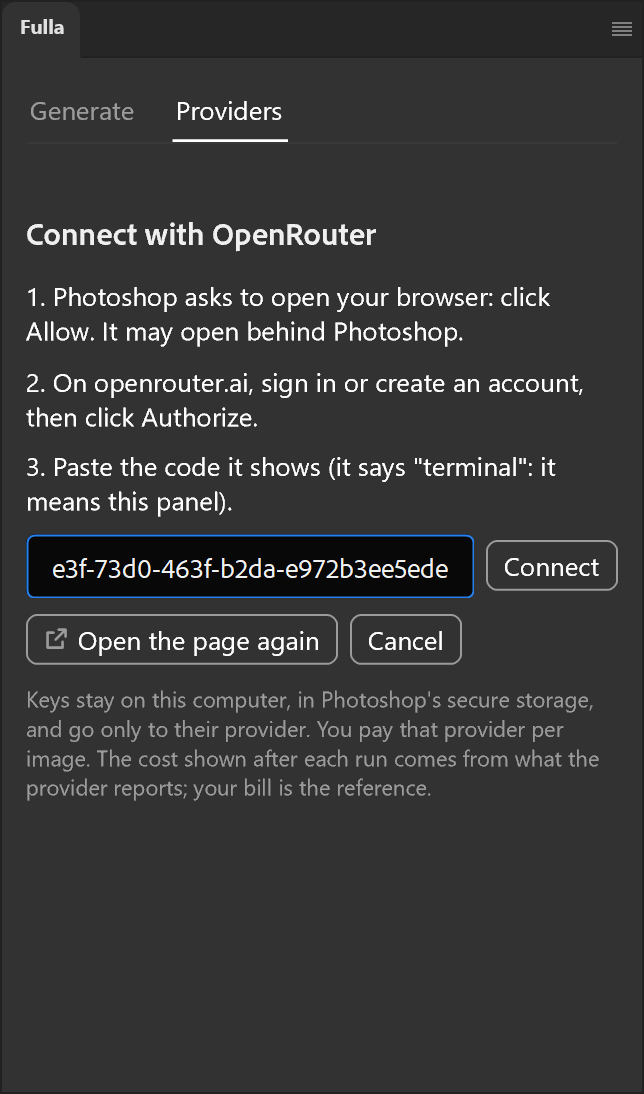 Fulla
Generate
Providers
Connect with OpenRouter
1. Photoshop asks to open your browser: click
Allow. It may open behind Photoshop.
2. On openrouter.ai, sign in or create an account,
then click Authorize.
3. Paste the code it shows (it says "terminal": it
means this panel).
e3f-73d0-463f-b2da-e972b3ee5ede
Connect
Open the page again
Cancel
Keys stay on this computer, in Photoshop's secure storage,
and go only to their provider. You pay that provider per
image. The cost shown after each run comes from what the
provider reports; your bill is the reference.